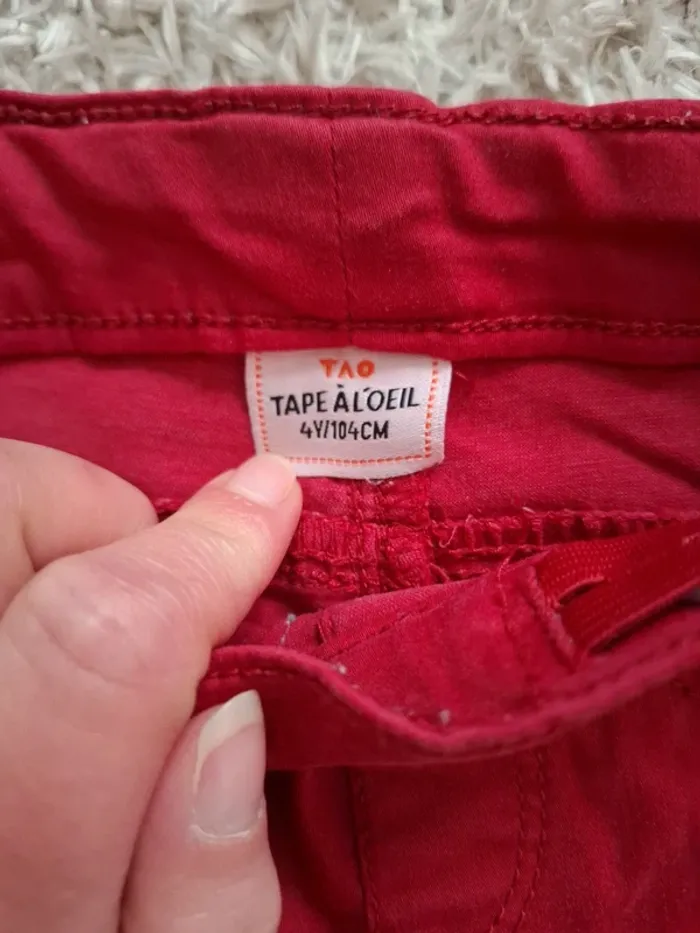 TAO
TAPE À L'OEIL
4Y/104CM